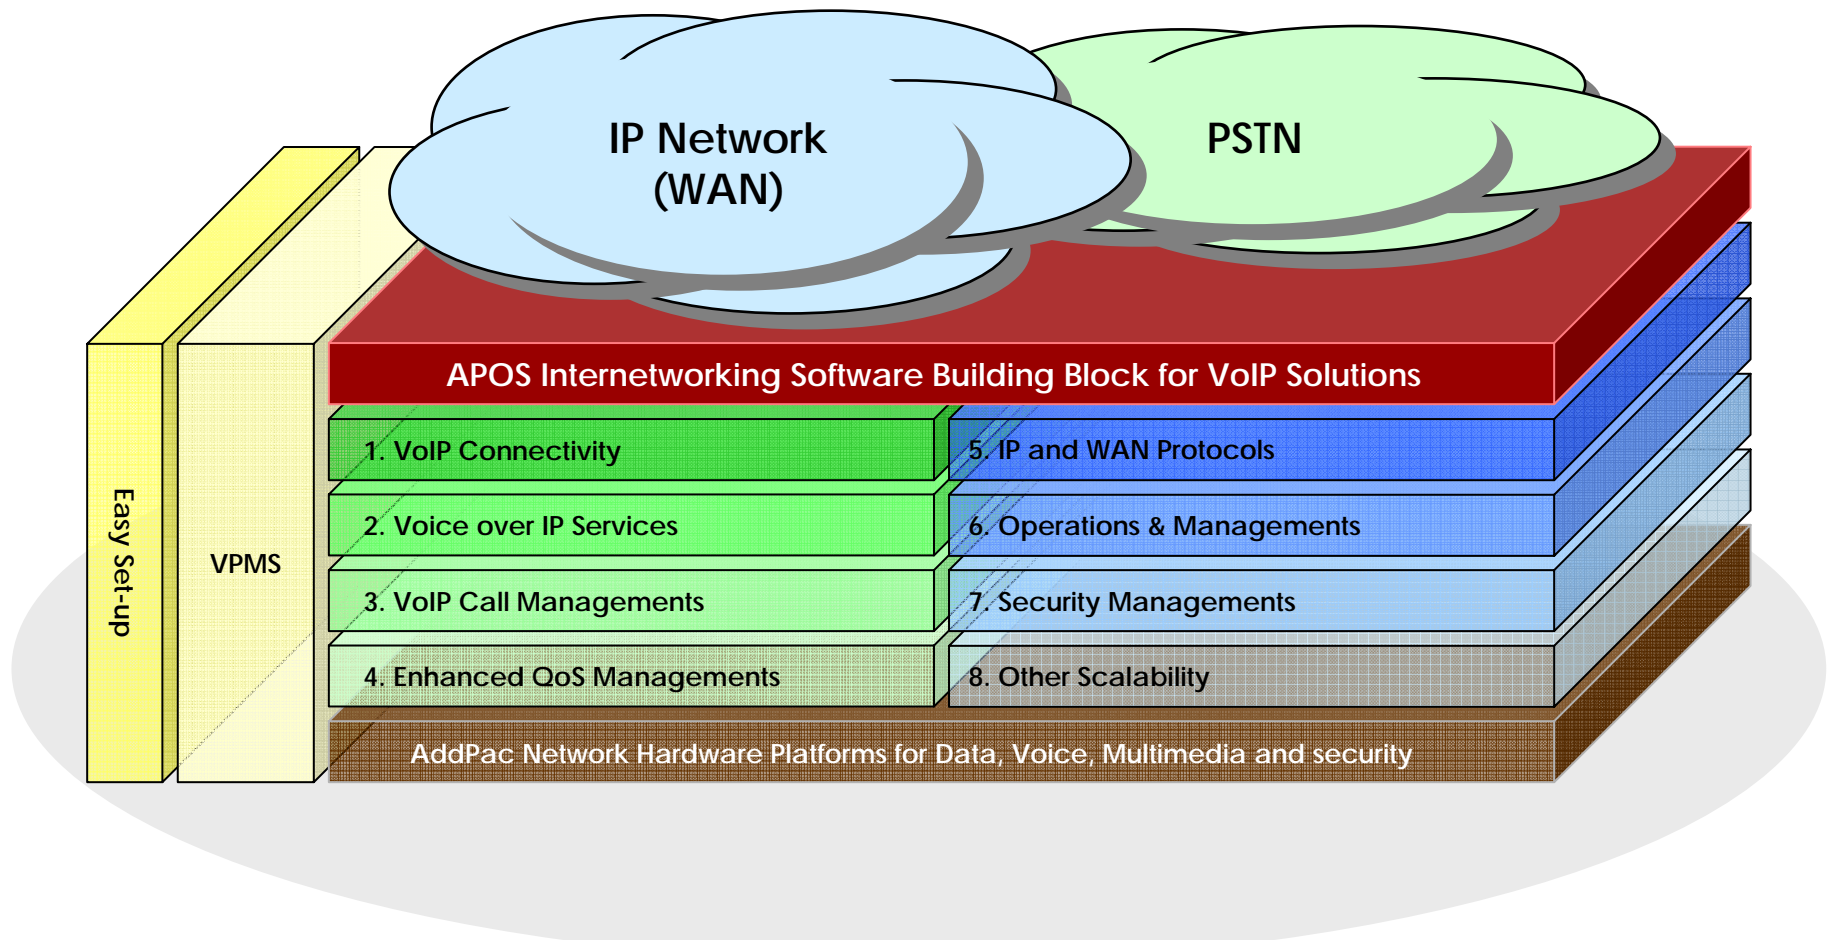 IP Network
(WAN)
PSTN
APOS Internetworking Software Building Block for VoIP Solutions
1. VoIP Connectivity
2. Voice over IP Services
3. VoIP Call Managements
4. Enhanced QoS Managements
5. IP and WAN Protocols
6. Operations & Managements
7. Security Managements
8. Other Scalability
AddPac Network Hardware Platforms for Data, Voice, Multimedia and security
Easy Set-up
VPMS